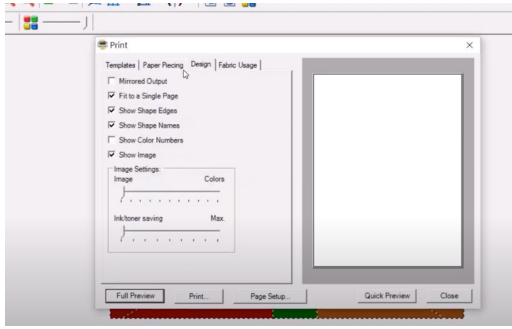 Print
Templates Paper Piecing Design Fabric Usage
Mirrored Output
Fit to a Single Page
Show Shape Edges
Show Shape Names
Show Color Numbers
Show Image
Image Settings:
Image Colors
Ink/toner saving Max.
Full Preview Print... Page Setup... Quick Preview Close